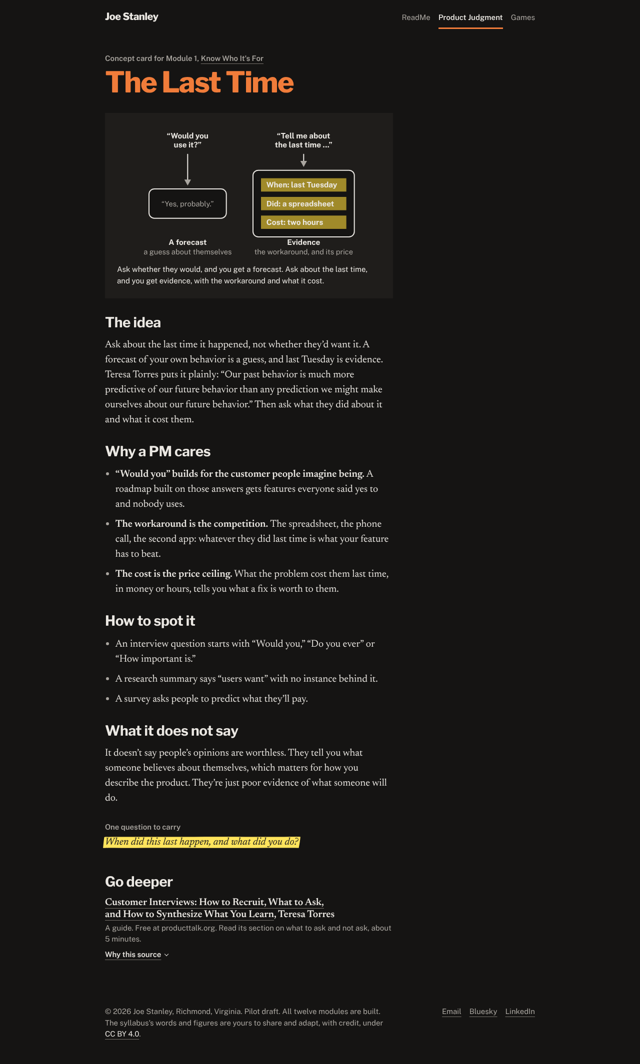 Joe Stanley
ReadMe Product Judgment Games
Concept card for Module 1, Know Who It's For
The Last Time
“Would you
use it?”
“Tell me about
the last time ...”
“Yes, probably.”
When: last Tuesday
Did: a spreadsheet
Cost: two hours
A forecast
a guess about themselves
Evidence
the workaround, and its price
Ask whether they would, and you get a forecast. Ask about the last time,
and you get evidence, with the workaround and what it cost.
The idea
Ask about the last time it happened, not whether they’d want it. A
forecast of your own behavior is a guess, and last Tuesday is evidence.
Teresa Torres puts it plainly: “Our past behavior is much more
predictive of our future behavior than any prediction we might make
ourselves about our future behavior.” Then ask what they did about it
and what it cost them.
Why a PM cares
• “Would you” builds for the customer people imagine being. A
roadmap built on those answers gets features everyone said yes to
and nobody uses.
• The workaround is the competition. The spreadsheet, the phone
call, the second app: whatever they did last time is what your feature
has to beat.
• The cost is the price ceiling. What the problem cost them last time,
in money or hours, tells you what a fix is worth to them.
How to spot it
• An interview question starts with “Would you,” “Do you ever” or
“How important is.”
• A research summary says “users want” with no instance behind it.
• A survey asks people to predict what they’ll pay.
What it does not say
It doesn’t say people’s opinions are worthless. They tell you what
someone believes about themselves, which matters for how you
describe the product. They’re just poor evidence of what someone will
do.
One question to carry
When did this last happen, and what did you do?
Go deeper
Customer Interviews: How to Recruit, What to Ask,
and How to Synthesize What You Learn, Teresa Torres
A guide. Free at producttalk.org. Read its section on what to ask and not ask, about
5 minutes.
Why this source
© 2026 Joe Stanley, Richmond, Virginia. Pilot draft. All twelve modules are built.
The syllabus’s words and figures are yours to share and adapt, with credit, under
CC BY 4.0.
Email Bluesky LinkedIn